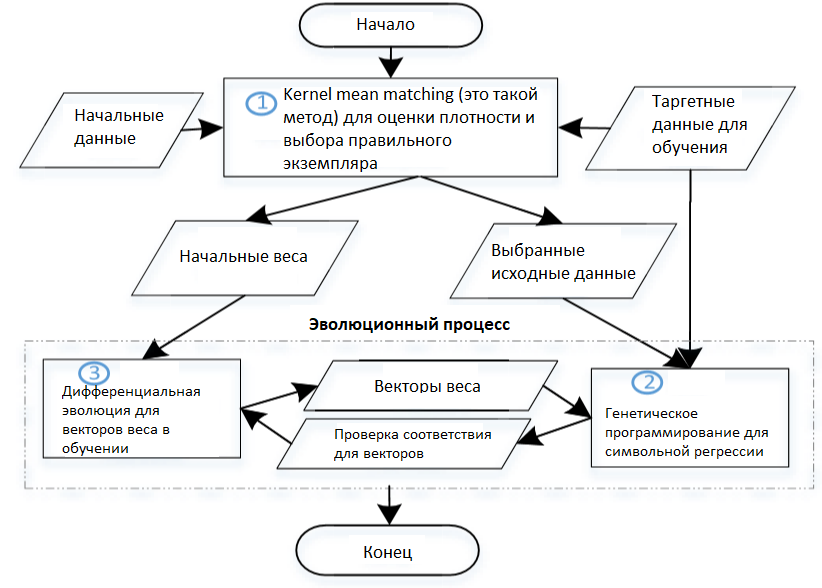 Начало
1
Kernel mean matching (это такой
метод) для оценки плотности и
выбора правильного
экземпляра
Начальные
данные
Таргетные
данные для
обучения
Начальные веса
Выбранные
исходные данные
Эволюционный процесс
3
Дифференциальная
эволюция для
векторов веса в
обучении
Векторы веса
Проверка соответствия
для векторов
2
Генетическое
программирование для
символьной регрессии
Конец